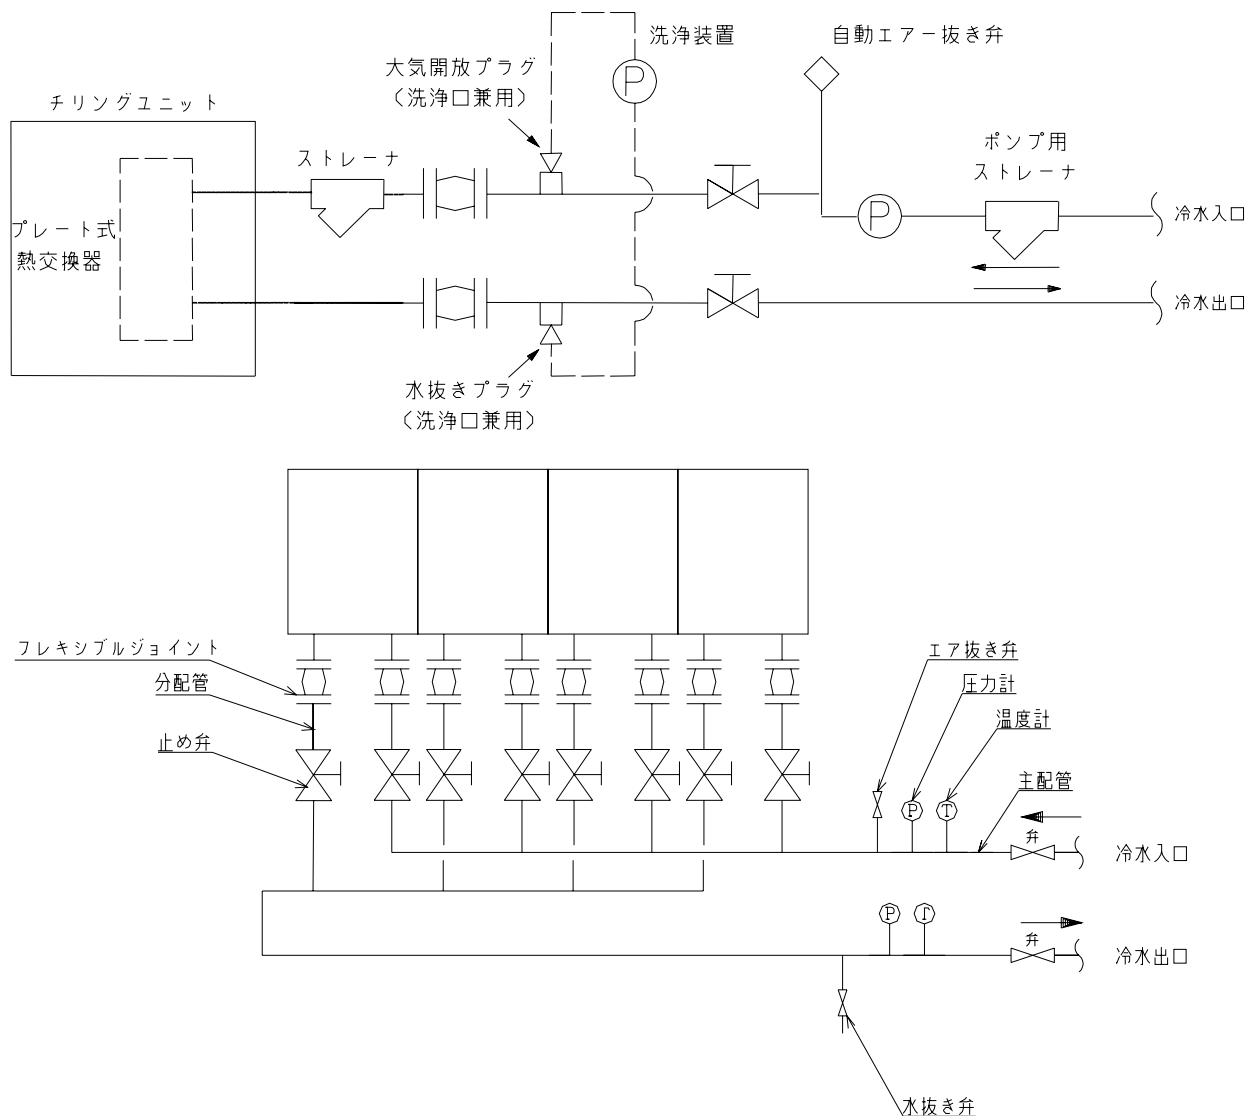 洗浄装置
自動エアー抜き弁
大気開放プラグ
(洗浄口兼用)
P
チリングユニット
ストレーナ
ポンプ用
ストレーナ
P
冷水入口
プレート式
熱交換器
冷水出口
水抜きプラグ
(洗浄口兼用)
フレキシブルジョイント
分配管
止め弁
エア抜き弁
圧力計
温度計
主配管
P
T
弁
冷水入口
P
T
弁
冷水出口
水抜き弁